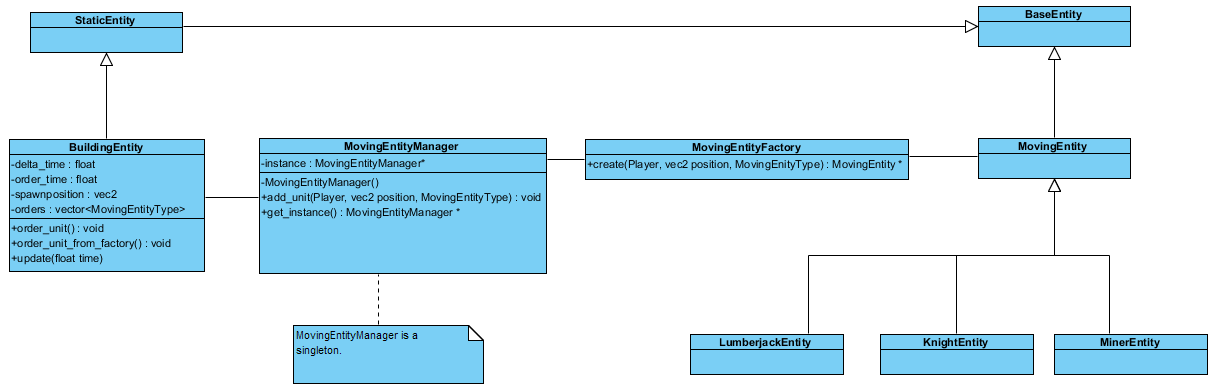 StaticEntity
BaseEntity
BuildingEntity
-delta_time : float
-order_time : float
-spawnposition : vec2
-orders : vector<MovingEntityType>
+order_unit() : void
+order_unit_from_factory() : void
+update(float time)
MovingEntityManager
-instance : MovingEntityManager*
-MovingEntityManager()
+add_unit(Player, vec2 position, MovingEntityType) : void
+get_instance() : MovingEntityManager *
MovingEntityFactory
+create(Player, vec2 position, MovingEnityType) : MovingEntity *
MovingEntity
MovingEntityManager is a
singleton.
LumberjackEntity
KnightEntity
MinerEntity